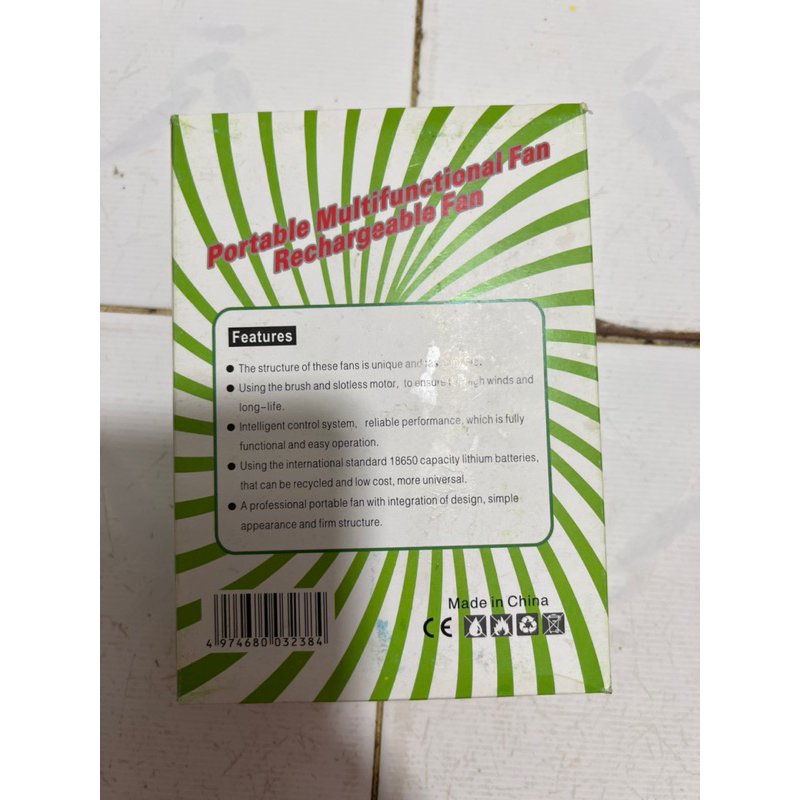 Portable Multifunctional Fan
Rechargeable Fan
Features
● The structure of these fans is unique and
● Using the brush and slotless motor, to ensure winds and
long-life.
● Intelligent control system, reliable performance, which is fully
functional and easy operation.
● Using the international standard 18650 capacity lithium batteries,
that can be recycled and low cost, more universal.
● A professional portable fan with integration of design, simple
appearance and firm structure.
Made in China
CE
4 974680 032384